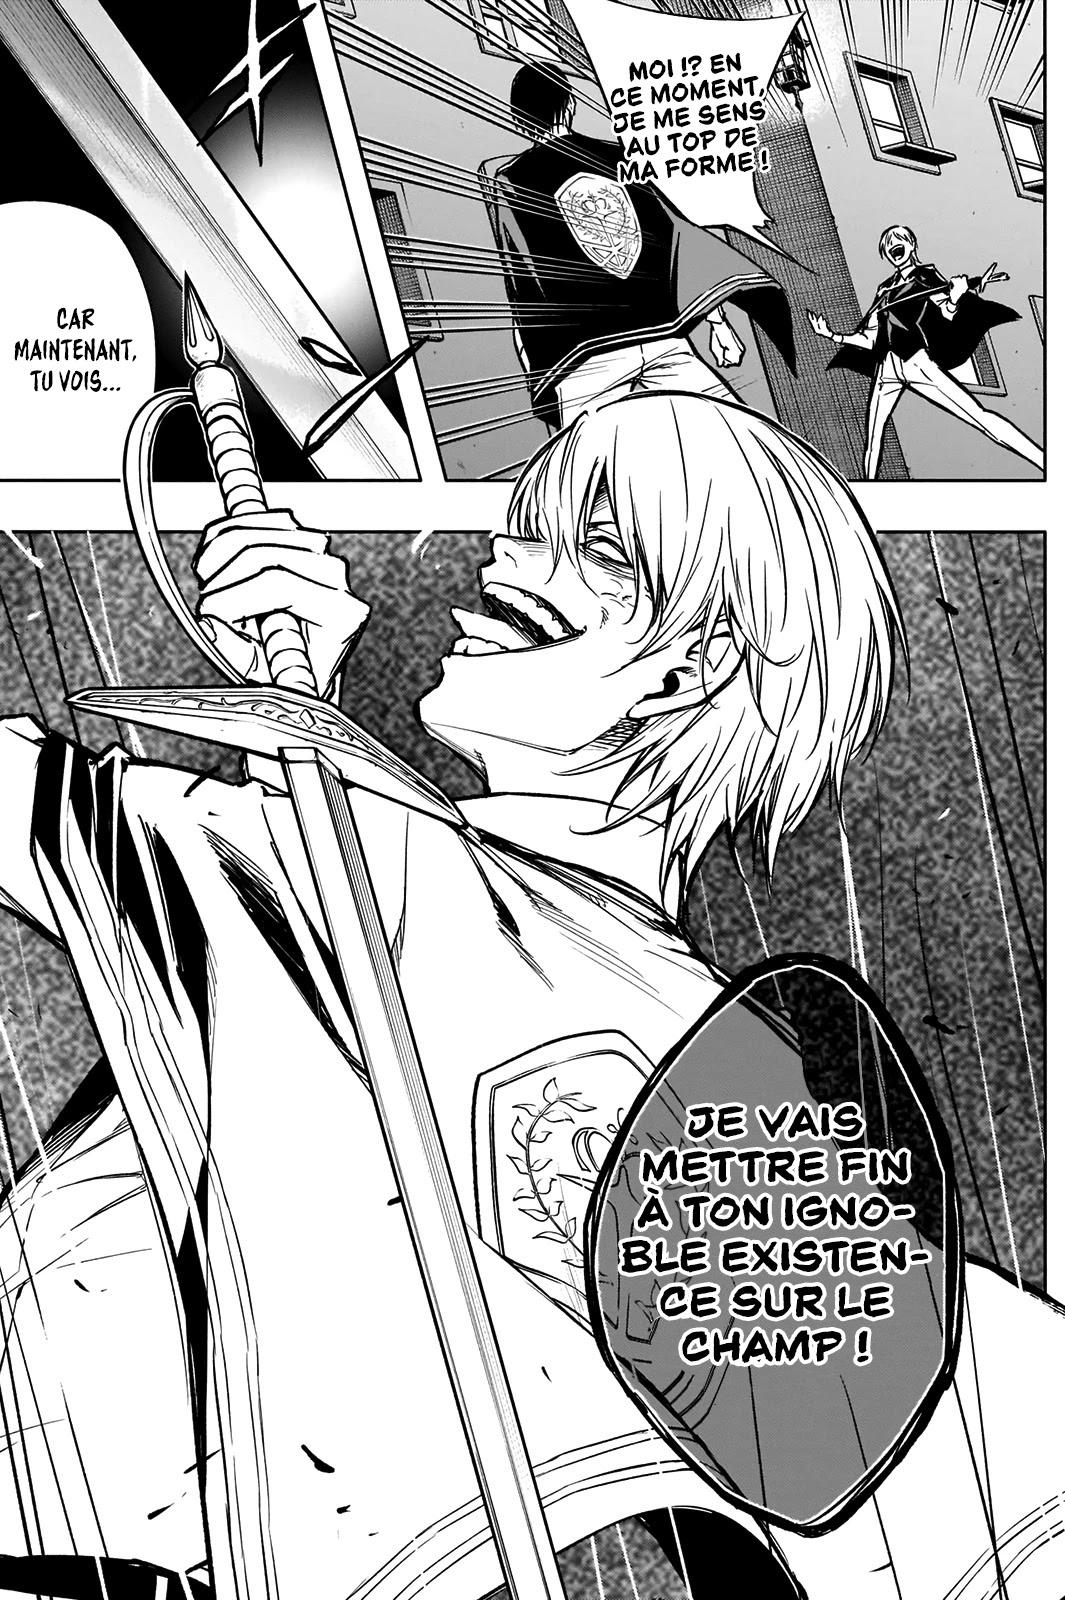 MOI !? EN
CE MOMENT,
JE ME SENS
AU TOP DE
MA FORME !
CAR
MAINTENANT,
TU VOIS...
JE VAIS
METTRE FIN
À TON IGNO-
BLE EXISTEN-
CE SUR LE
CHAMP !